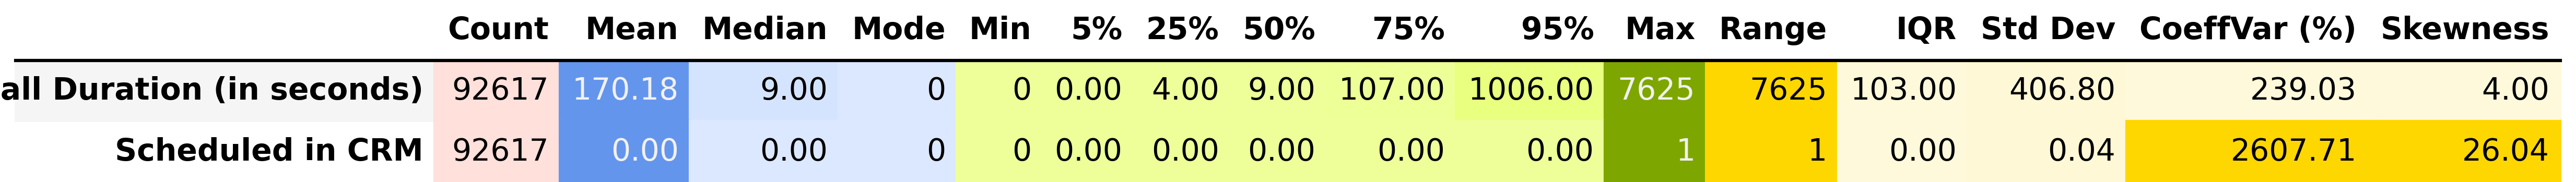 Count Mean Median Mode Min 5% 25% 50% 75% 95% Max Range IQR Std Dev CoeffVar (%) Skewness
all Duration (in seconds) 92617 170.18 9.00 0 0 0.00 4.00 9.00 107.00 1006.00 7625 7625 103.00 406.80 239.03 4.00
Scheduled in CRM 92617 0.00 0.00 0 0 0.00 0.00 0.00 0.00 0.00 1 1 0.00 0.04 2607.71 26.04